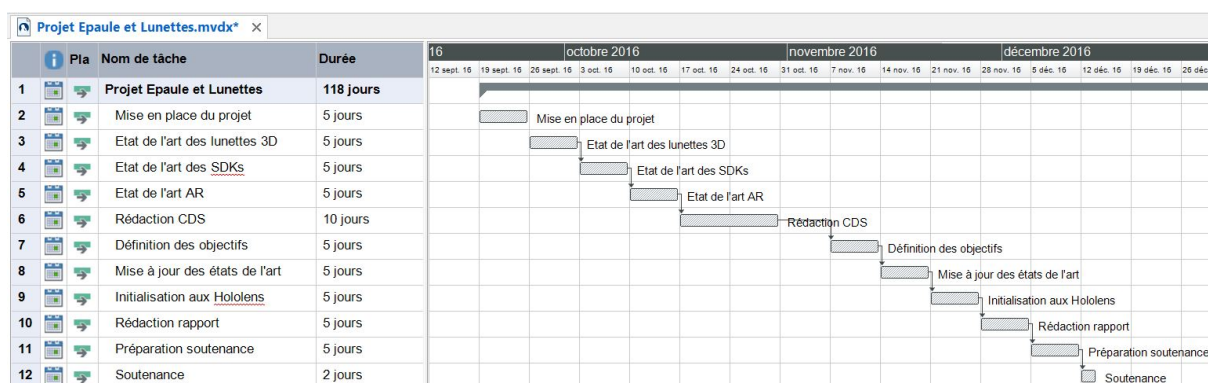 Projet Epaule et Lunettes.mvdx* ×
Pla Nom de tâche Durée
16 octobre 2016 novembre 2016 décembre 2016
12 sept. 16 19 sept. 16 26 sept. 16 3 oct. 16 10 oct. 16 17 oct. 16 24 oct. 16 31 oct. 16 7 nov. 16 14 nov. 16 21 nov. 16 28 nov. 16 5 déc. 16 12 déc. 16 19 déc. 16 26 déc
1 Projet Epaule et Lunettes 118 jours
2 Mise en place du projet 5 jours Mise en place du projet
3 Etat de l'art des lunettes 3D 5 jours Etat de l'art des lunettes 3D
4 Etat de l'art des SDKs 5 jours Etat de l'art des SDKs
5 Etat de l'art AR 5 jours Etat de l'art AR
6 Rédaction CDS 10 jours Rédaction CDS
7 Définition des objectifs 5 jours Définition des objectifs
8 Mise à jour des états de l'art 5 jours Mise à jour des états de l'art
9 Initialisation aux Hololens 5 jours Initialisation aux Hololens
10 Rédaction rapport 5 jours Rédaction rapport
11 Préparation soutenance 5 jours Préparation soutenance
12 Soutenance 2 jours Soutenance